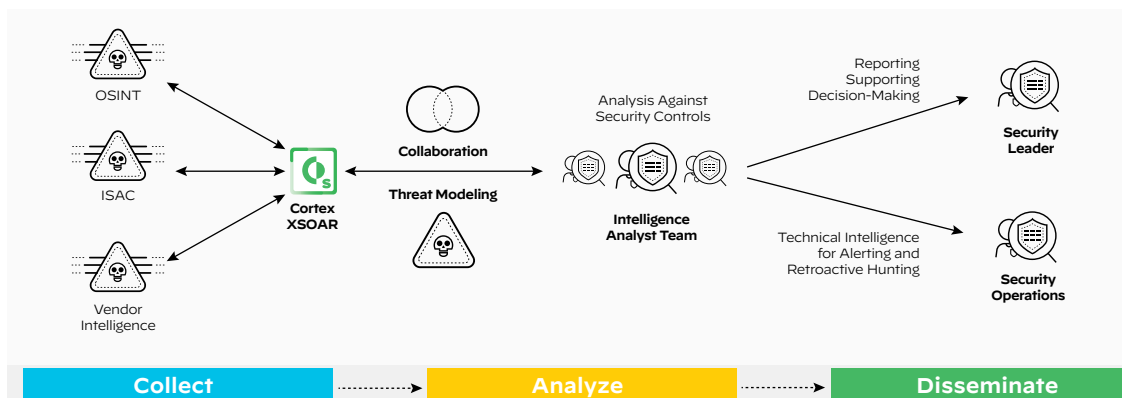 OSINT
ISAC
Vendor
Intelligence
S
Cortex
XSOAR
Collaboration
Threat Modeling
Analysis Against
Security Controls
Intelligence
Analyst Team
Reporting
Supporting
Decision-Making
Technical Intelligence
for Alerting and
Retroactive Hunting
Security
Leader
Security
Operations
Collect
Analyze
Disseminate